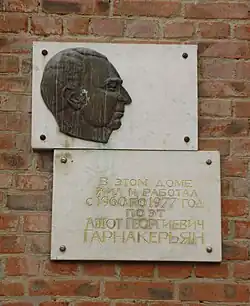 В ЭТОМ ДОМЕ
ЖИЛ И РАБОТАЛ
С 1960 ПО 1977 ГОД
ПОЭТ
АШОТ ГЕОРГИЕВИЧ
ГАРНАКЕРЬЯН